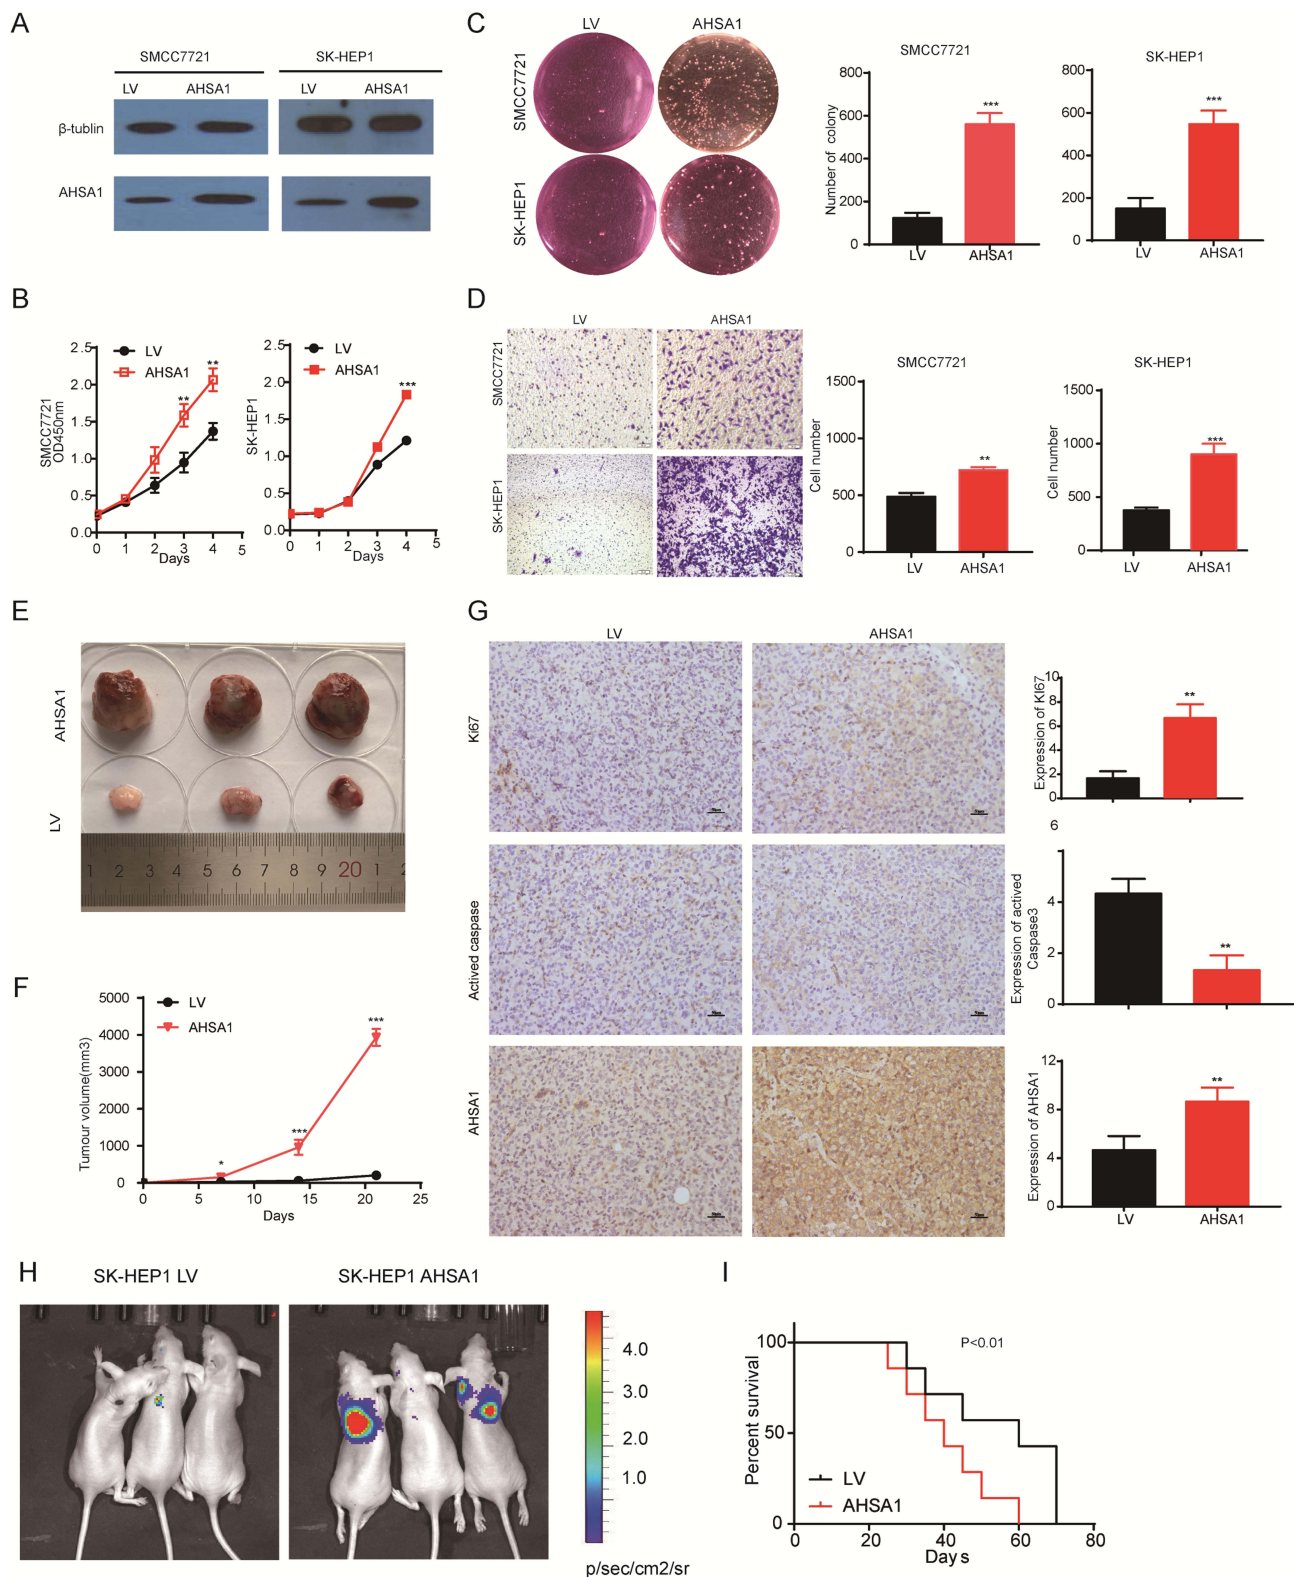 A
SMCC7721 SK-HEP1
LV AHSA1 LV AHSA1
β-tublin
AHSA1
C
LV AHSA1
SMCC7721
SK-HEP1
SMCC7721
Number of colony
800
600
400
200
0
LV AHSA1
***
SK-HEP1
800
600
400
200
0
LV AHSA1
***
B
SMCC7721
OD450nm
2.5
2.0
1.5
1.0
0.5
0.0
0 1 2 3 4 5
Days
LV
AHSA1
**
**
SK-HEP1
2.5
2.0
1.5
1.0
0.5
0.0
0 1 2 3 4 5
Days
LV
AHSA1
***
D
LV AHSA1
SMCC7721
SK-HEP1
SMCC7721
Cell number
1500
1000
500
0
LV AHSA1
**
SK-HEP1
Cell number
1500
1000
500
0
LV AHSA1
***
E
AHSA1
LV
1 2 3 4 5 6 7 8 9 20 1 2
F
Tumour volume(mm3)
5000
4000
3000
2000
1000
0
0 5 10 15 20 25
Days
LV
AHSA1
*
***
***
G
LV AHSA1
Ki67
Actived caspase
AHSA1
Expression of KI67
10
8
6
4
2
0
**
Expression of actived
Caspase3
6
4
2
0
**
Expression of AHSA1
12
8
4
0
LV AHSA1
**
H
SK-HEP1 LV SK-HEP1 AHSA1
4.0
3.0
2.0
1.0
p/sec/cm2/sr
I
Percent survival
100
50
0
0 20 40 60 80
Days
P<0.01
LV
AHSA1